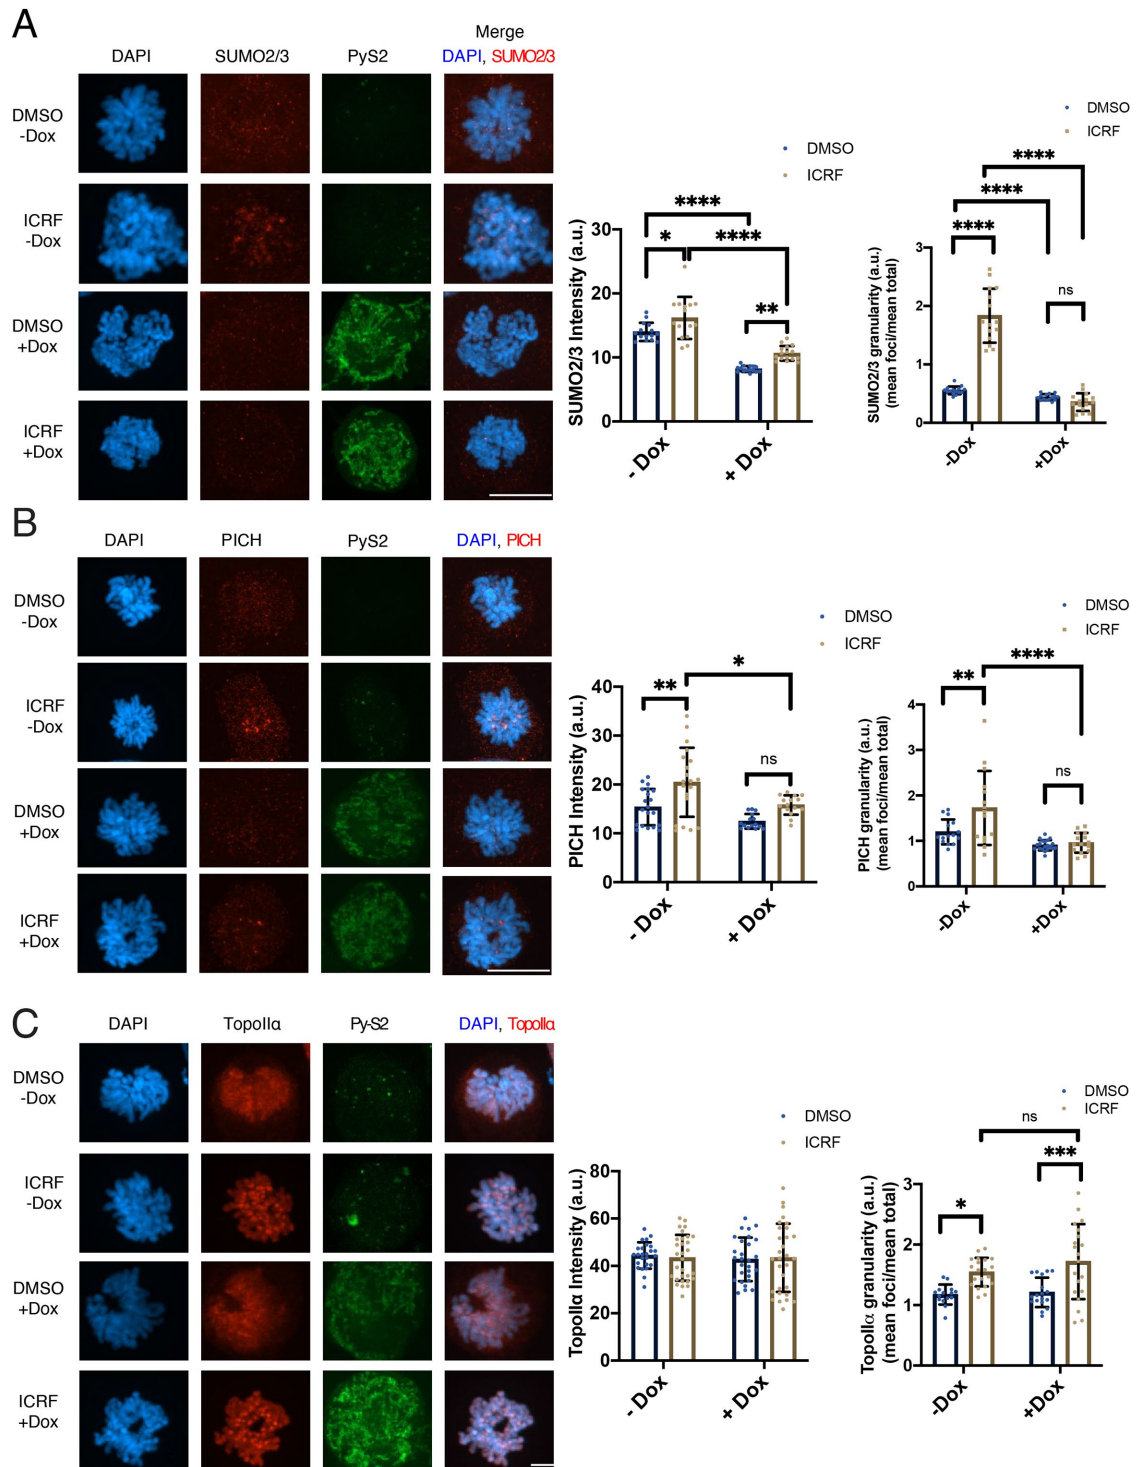 A
Merge
DAPI SUMO2/3 PyS2 DAPI, SUMO2/3
DMSO
-Dox
ICRF
-Dox
DMSO
+Dox
ICRF
+Dox
DMSO
ICRF
****
* ****
**
30
20
10
0
SUMO2/3 Intensity (a.u.)
- Dox + Dox
DMSO
ICRF
****
****
****
ns
3
2
1
0
SUMO2/3 granularity (a.u.)
(mean foci/mean total)
-Dox +Dox
B
DAPI PICH PyS2 DAPI, PICH
DMSO
-Dox
ICRF
-Dox
DMSO
+Dox
ICRF
+Dox
DMSO
ICRF
*
**
ns
40
30
20
10
0
PICH Intensity (a.u.)
- Dox + Dox
DMSO
ICRF
****
**
ns
4
3
2
1
0
PICH granularity (a.u.)
(mean foci/mean total)
-Dox +Dox
C
DAPI TopoIIα Py-S2 DAPI, TopoIIα
DMSO
-Dox
ICRF
-Dox
DMSO
+Dox
ICRF
+Dox
DMSO
ICRF
80
60
40
20
0
TopoIIα Intensity (a.u.)
- Dox + Dox
DMSO
ICRF
ns
***
*
3
2
1
0
TopoIIα granularity (a.u.)
(mean foci/mean total)
-Dox +Dox